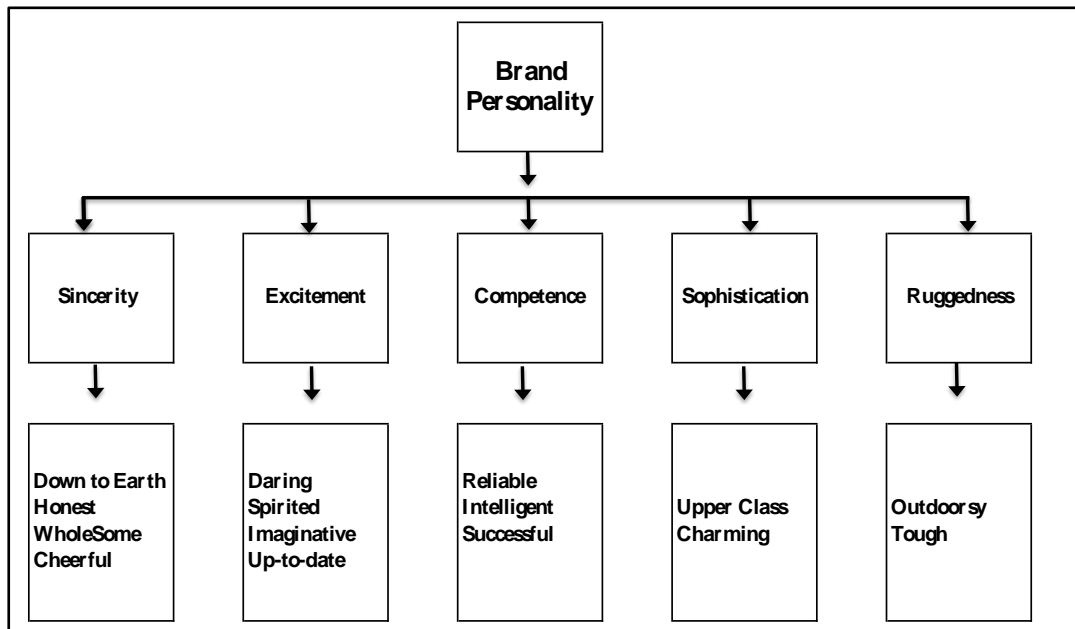 Brand
Personality
Sincerity
Excitement
Competence
Sophistication
Ruggedness
Down to Earth
Honest
WholeSome
Cheerful
Daring
Spirited
Imaginative
Up-to-date
Reliable
Intelligent
Successful
Upper Class
Charming
Outdoorsy
Tough